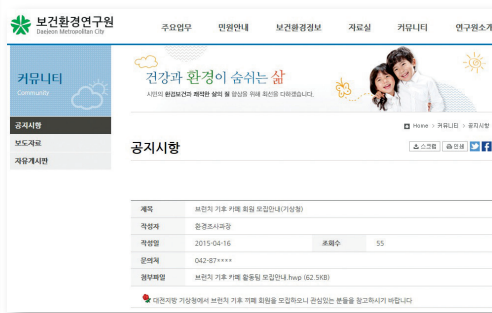 보건환경연구원
Daejeon Metropolitan City
주요업무 민원안내 보건환경정보 자료실 커뮤니티 연구원소개
커뮤니티
Community
건강과 환경이 숨쉬는 삶
시민의 환경보건과 쾌적한 삶의 질 향상을 위해 최선을 다하겠습니다.
공지사항
보도자료
자유게시판
Home > 커뮤니티 > 공지사항
공지사항
스크랩 인쇄
제목 브런치 기후 카페 회원 모집안내(기상청)
작성자 환경조사과장
작성일 2015-04-16 조회수 55
문의처 042-87****
첨부파일 브런치 기후 카페 활동팀 모집안내.hwp (62.5KB)
대전지방 기상청에서 브런치 기후 카페 회원을 모집하오니 관심있는 분들을 참고하시기 바랍니다